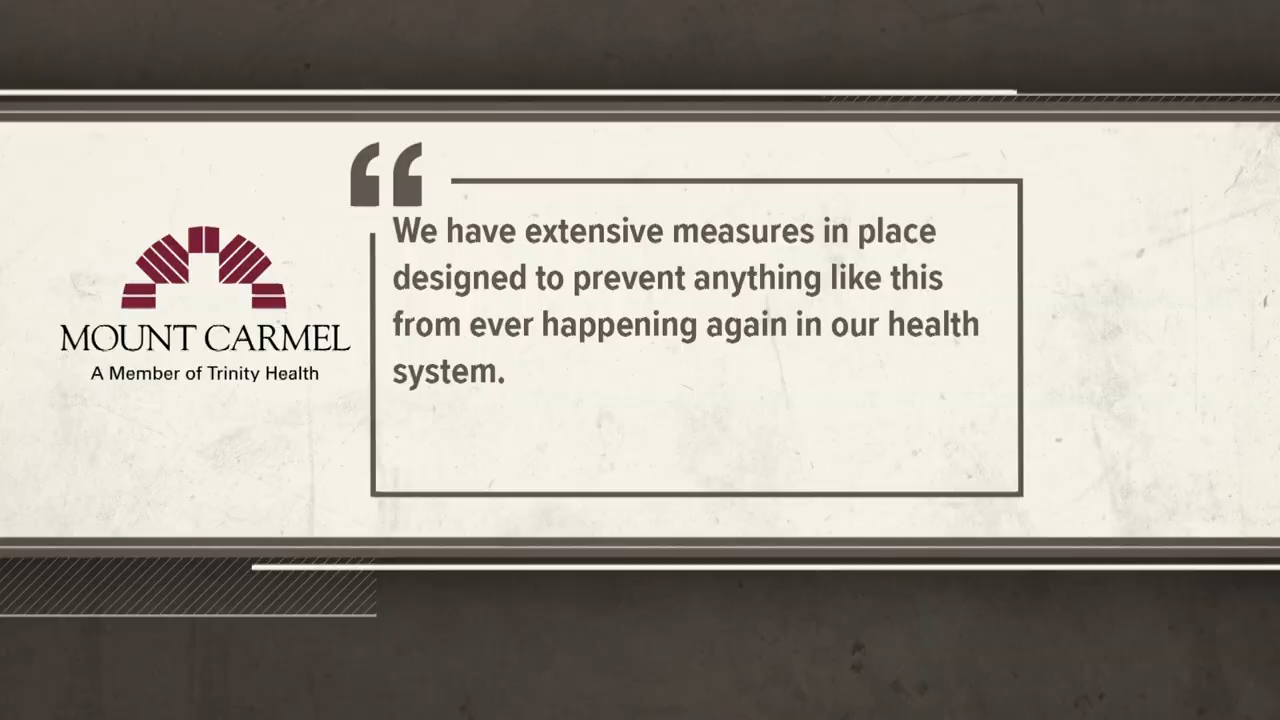 “
We have extensive measures in place
designed to prevent anything like this
from ever happening again in our health
system.
MOUNT CARMEL
A Member of Trinity Health